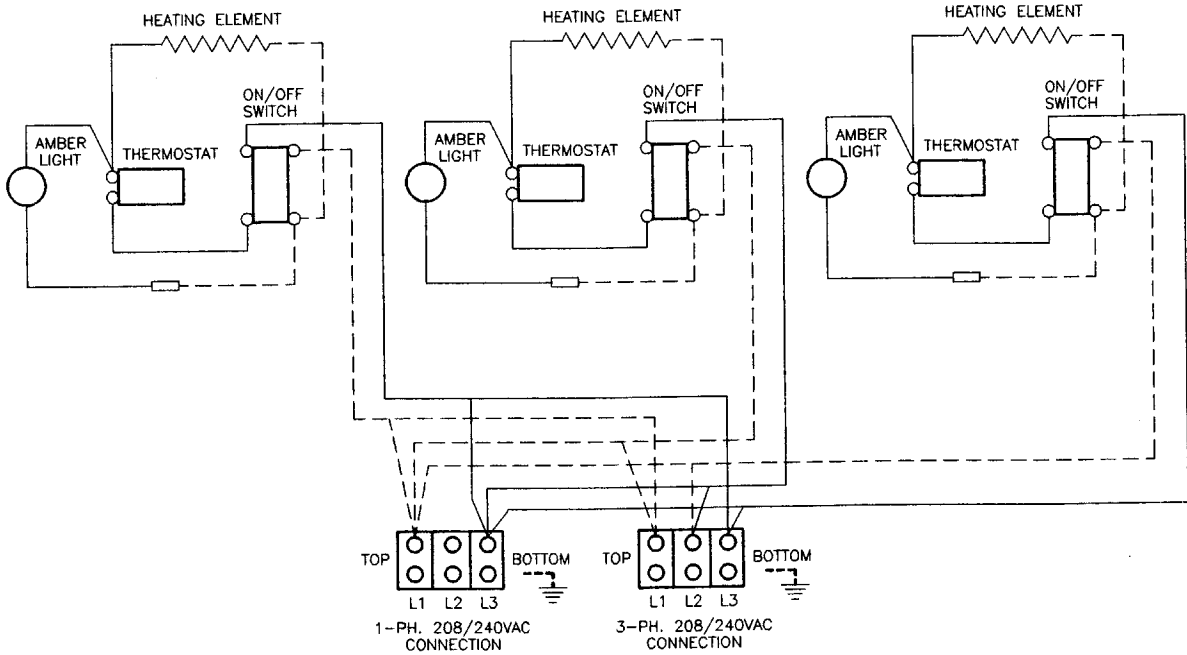 HEATING ELEMENT
ON/OFF
SWITCH
AMBER
LIGHT
THERMOSTAT
HEATING ELEMENT
ON/OFF
SWITCH
AMBER
LIGHT
THERMOSTAT
HEATING ELEMENT
ON/OFF
SWITCH
AMBER
LIGHT
THERMOSTAT
TOP
BOTTOM
L1 L2 L3
1-PH. 208/240VAC
CONNECTION
TOP
BOTTOM
L1 L2 L3
3-PH. 208/240VAC
CONNECTION